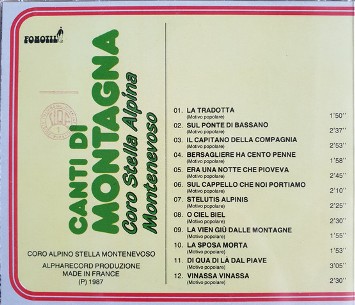 FONOTIL
CANTI DI
MONTAGNA
Coro Stella Alpina
Montenevoso
CORO ALPINO STELLA MONTENEVOSO
ALPHARECORD PRODUZIONE
MADE IN FRANCE
(P) 1987
01. LA TRADOTTA
(Motivo popolare) 1'50"
02. SUL PONTE DI BASSANO
(Motivo popolare) 2'37"
03. IL CAPITANO DELLA COMPAGNIA
(Motivo popolare) 2'53"
04. BERSAGLIERE HA CENTO PENNE
(Motivo popolare) 1'58"
05. ERA UNA NOTTE CHE PIOVEVA
(Motivo popolare) 2'45"
06. SUL CAPPELLO CHE NOI PORTIAMO
(Motivo popolare) 2'10"
07. STELUTIS ALPINIS
(Motivo popolare) 2'25"
08. O CIEL BIEL
(Motivo popolare) 2'30"
09. LA VIEN GIÙ DALLE MONTAGNE
(Motivo popolare) 1'55"
10. LA SPOSA MORTA
(Motivo popolare) 1'53"
11. DI QUA DI LA DAL PIAVE
(Motivo popolare) 3'05"
12. VINASSA VINASSA
(Motivo popolare) 2'30"